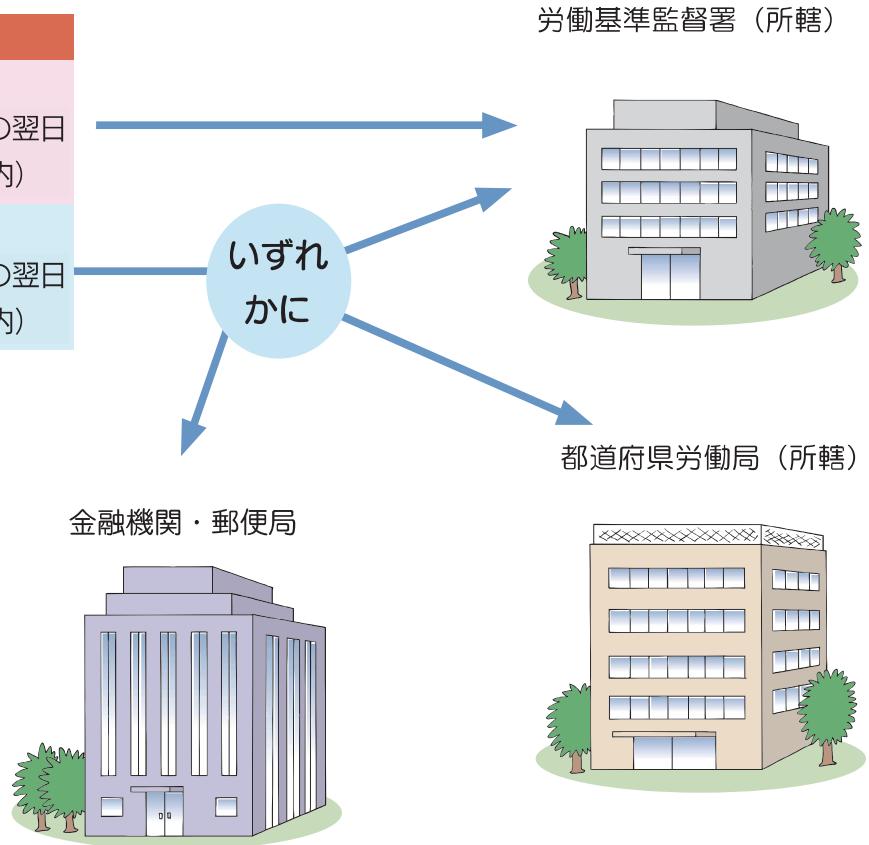 労働基準監督署（所轄）
の翌日
内）
の翌日
内）
いずれ
かに
都道府県労働局（所轄）
金融機関・郵便局